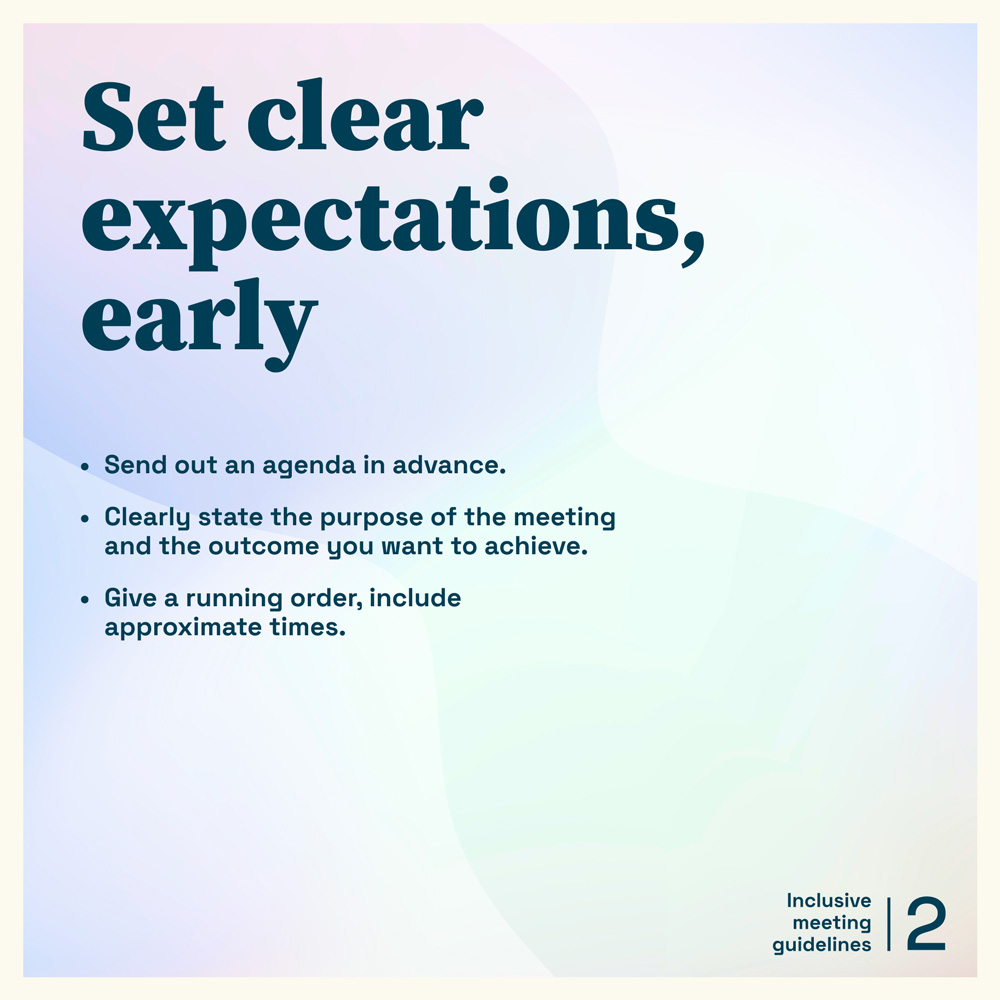 Set clear
expectations,
early
• Send out an agenda in advance.
• Clearly state the purpose of the meeting
and the outcome you want to achieve.
• Give a running order, include
approximate times.
Inclusive
meeting
guidelines
2